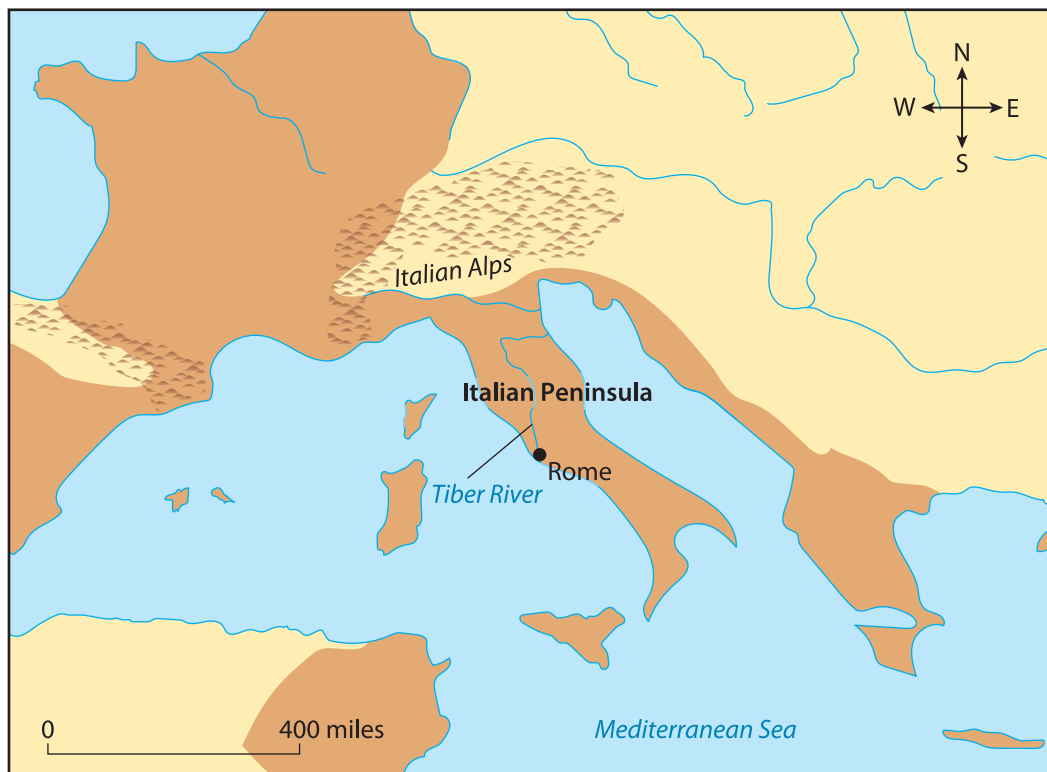 N
W E
S
Italian Alps
Italian Peninsula
Rome
Tiber River
0 400 miles
Mediterranean Sea